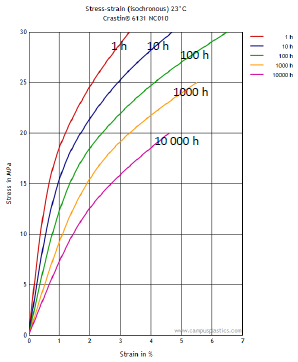 Stress-strain (isochronous) 23°C
Crastin® 6131 NC010
30
25
20
15
10
5
0
0 1 2 3 4 5 6 7
Stress in MPa
Strain in %
1 h
10 h
100 h
1000 h
10 000 h
www.campusplastics.com
1 h
10 h
100 h
1000 h
10000 h